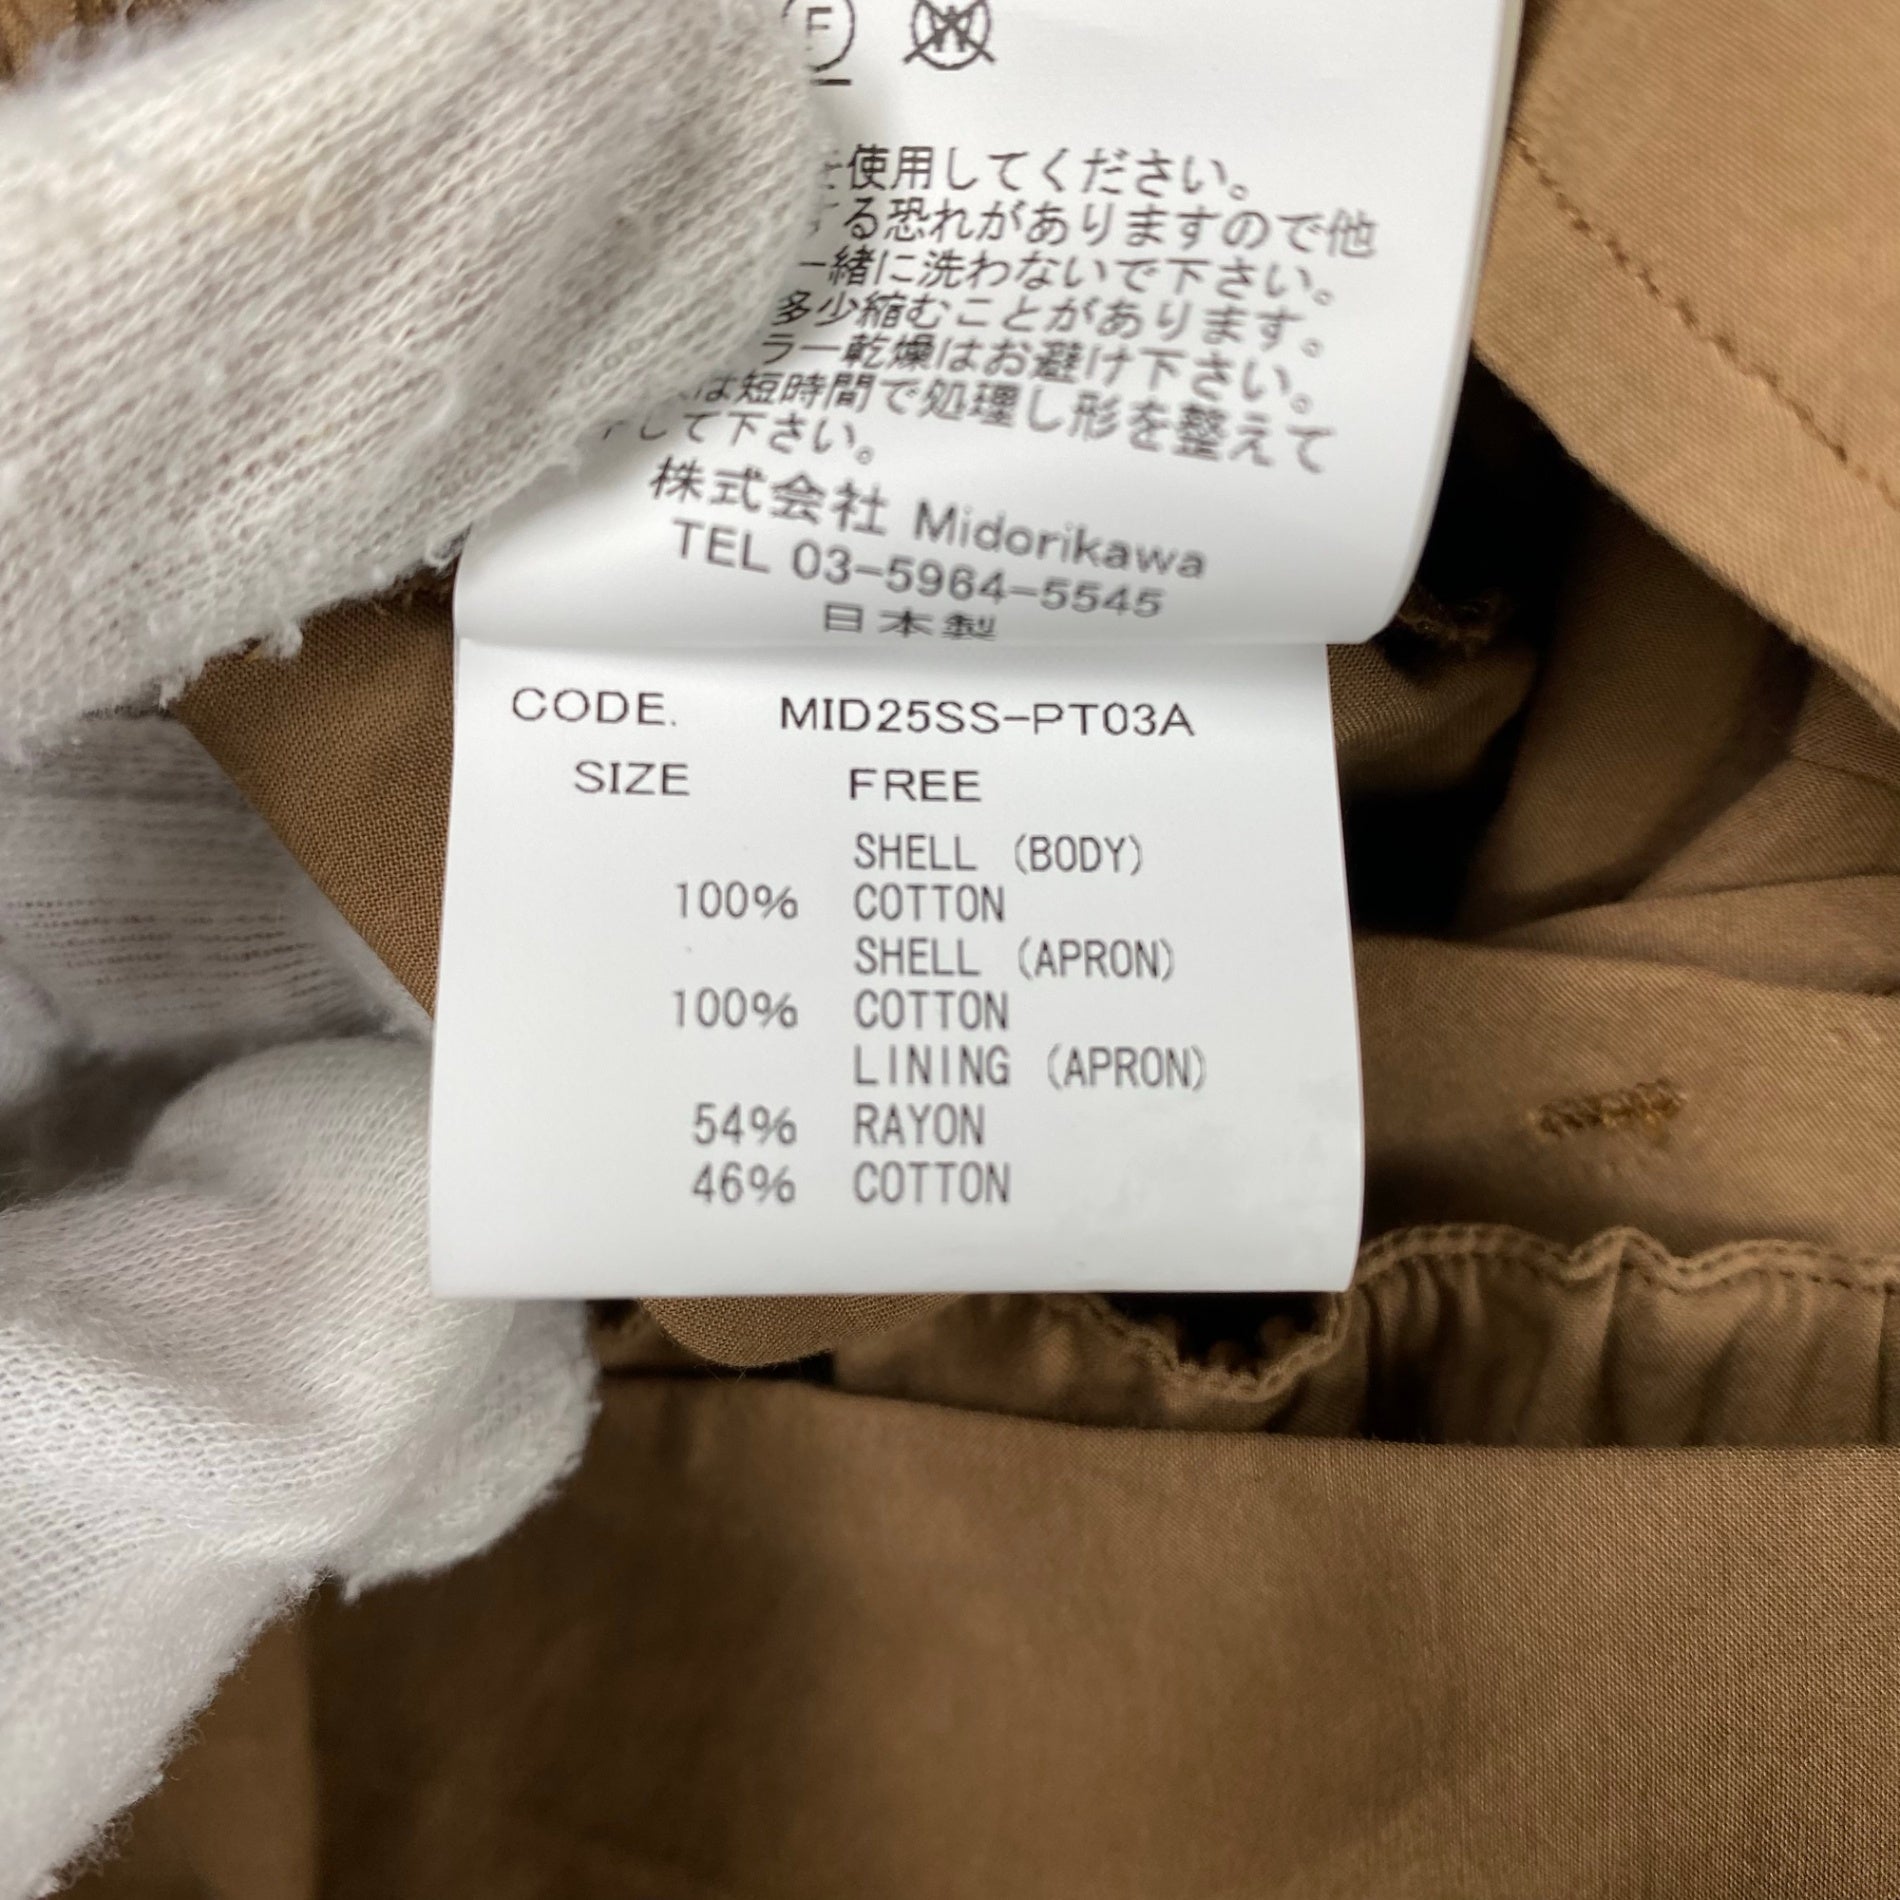 F
W
使用してください。
る恐れがありますので他
一緒に洗わないで下さい。
多少縮むことがあります。
ラー乾燥はお避け下さい。
は短時間で処理し形を整えて
して下さい。
株式会社 Midorikawa
TEL 03-5964-5545
日本製
CODE. MID25SS-PT03A
SIZE FREE
SHELL (BODY)
100% COTTON
SHELL (APRON)
100% COTTON
LINING (APRON)
54% RAYON
46% COTTON